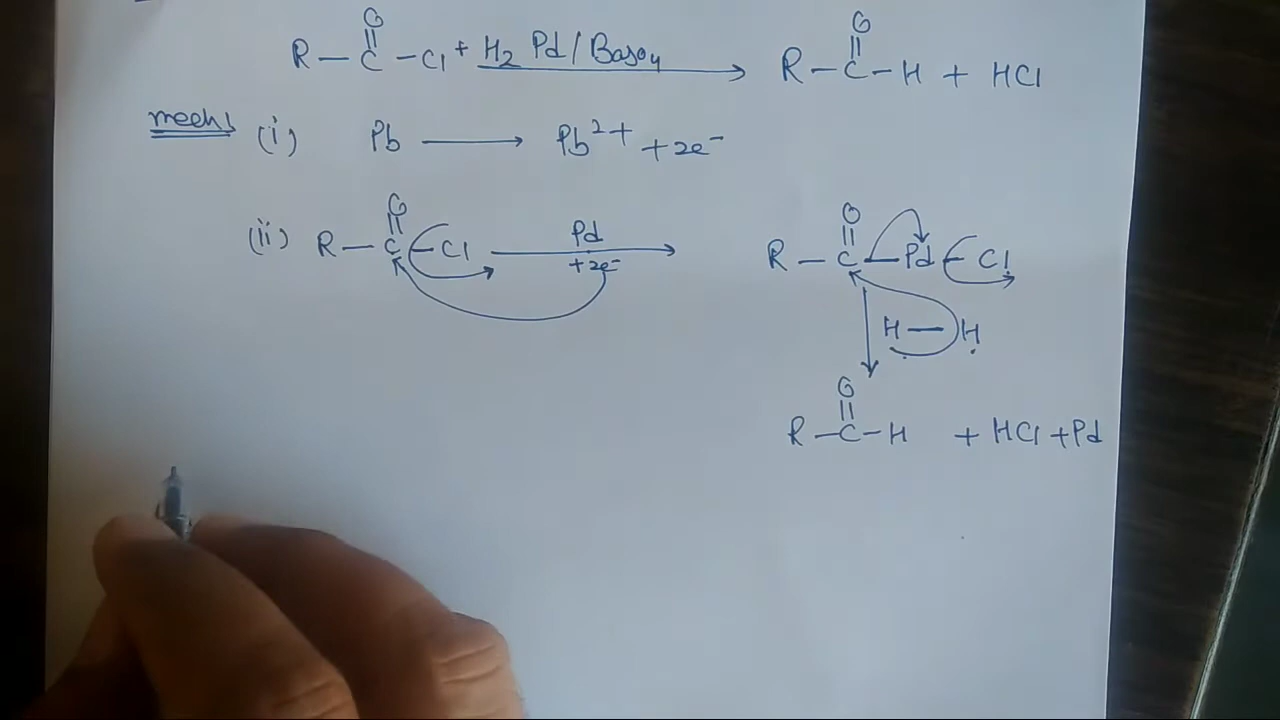 O
O
R — C — Cl + H2 Pd / BaSO4 → R — C — H + HCl
mech! (i) Pb → Pb2+ + 2e-
O
O
(ii) R — C — Cl Pd +2e- → R — C — Pd — Cl
H — H
O
R — C — H + HCl + Pd